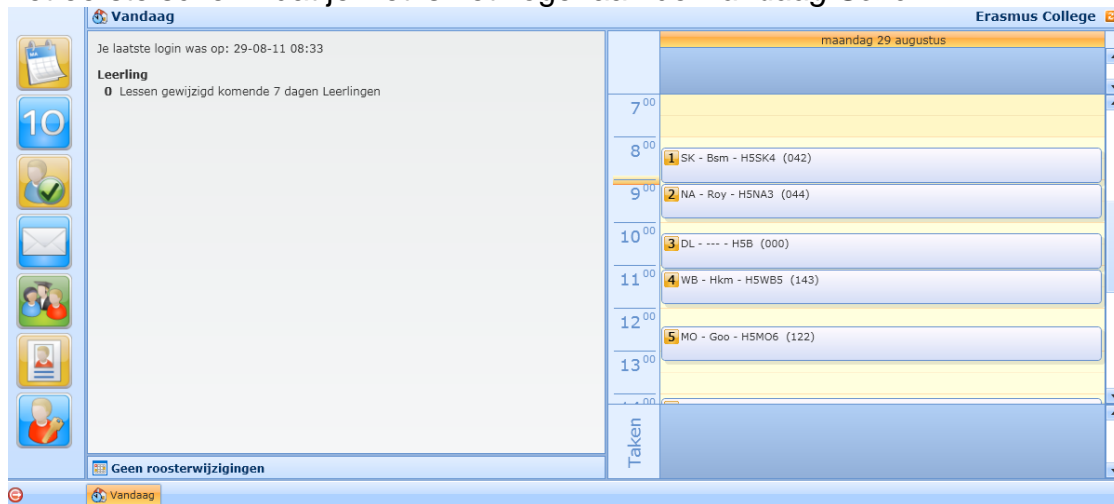 Vandaag
Erasmus College
Je laatste login was op: 29-08-11 08:33
Leerling
0 Lessen gewijzigd komende 7 dagen Leerlingen
10
maandag 29 augustus
7 00
8 00
1 SK - Bsm - H5SK4 (042)
9 00
2 NA - Roy - H5NA3 (044)
10 00
3 DL - --- - H5B (000)
11 00
4 WB - Hkm - H5WB5 (143)
12 00
5 MO - Goo - H5MO6 (122)
13 00
Taken
Geen roosterwijzigingen
Vandaag